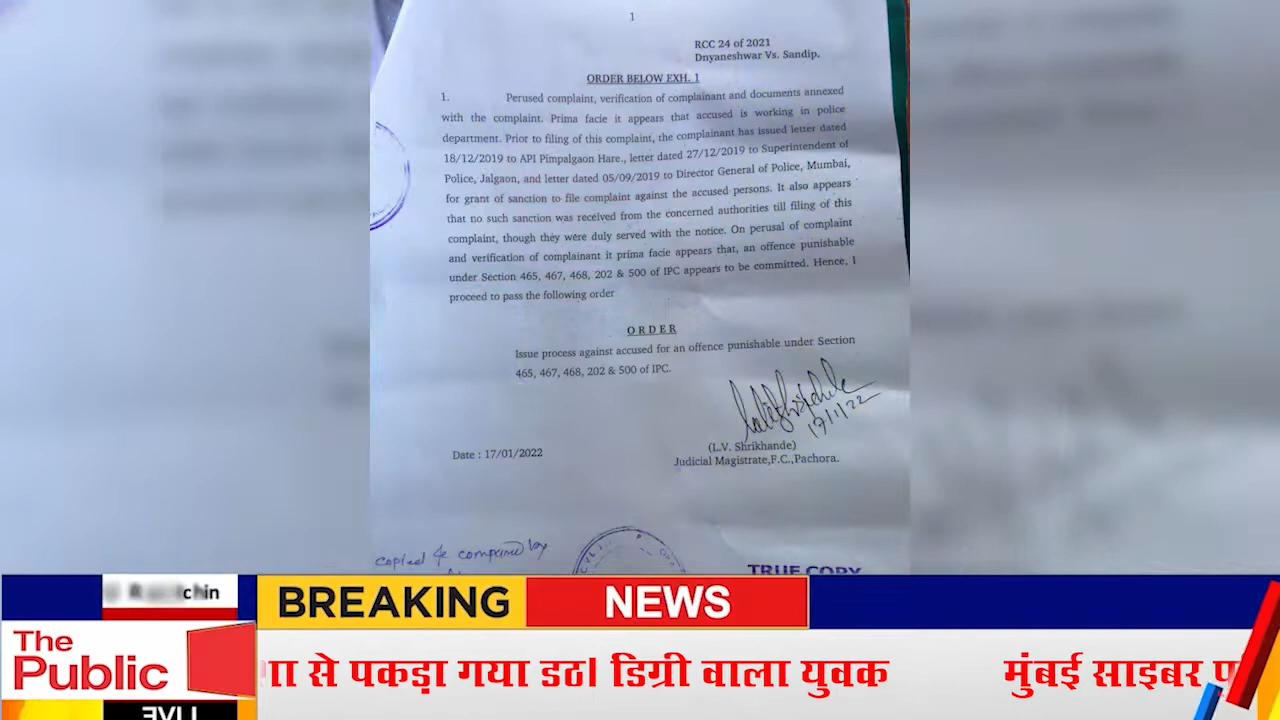 1
RCC 24 of 2021
Dnyaneshwar Vs. Sandip.
ORDER BELOW EXH. 1
1. Perused complaint, verification of complainant and documents annexed
with the complaint. Prima facie it appears that accused is working in police
department. Prior to filing of this complaint, the complainant has issued letter dated
18/12/2019 to API Pimpalgaon Hare., letter dated 27/12/2019 to Superintendent of
Police, Jalgaon, and letter dated 05/09/2019 to Director General of Police, Mumbai,
for grant of sanction to file complaint against the accused persons. It also appears
that no such sanction was received from the concerned authorities till filing of this
complaint, though they were duly served with the notice. On perusal of complaint
and verification of complainant it prima facie appears that, an offence punishable
under Section 465, 467, 468, 202 & 500 of IPC appears to be committed. Hence, I
proceed to pass the following order
ORDER
Issue process against accused for an offence punishable under Section
465, 467, 468, 202 & 500 of IPC.
17/1/22
(L.V. Shrikhande)
Date : 17/01/2022
Judicial Magistrate,F.C.,Pachora.
copied & compared by
TRUE COPY
chin
BREAKING NEWS
The
Public
से पकड़ा गया डठा डिग्री वाला युवक मुंबई साइबर
LIVE